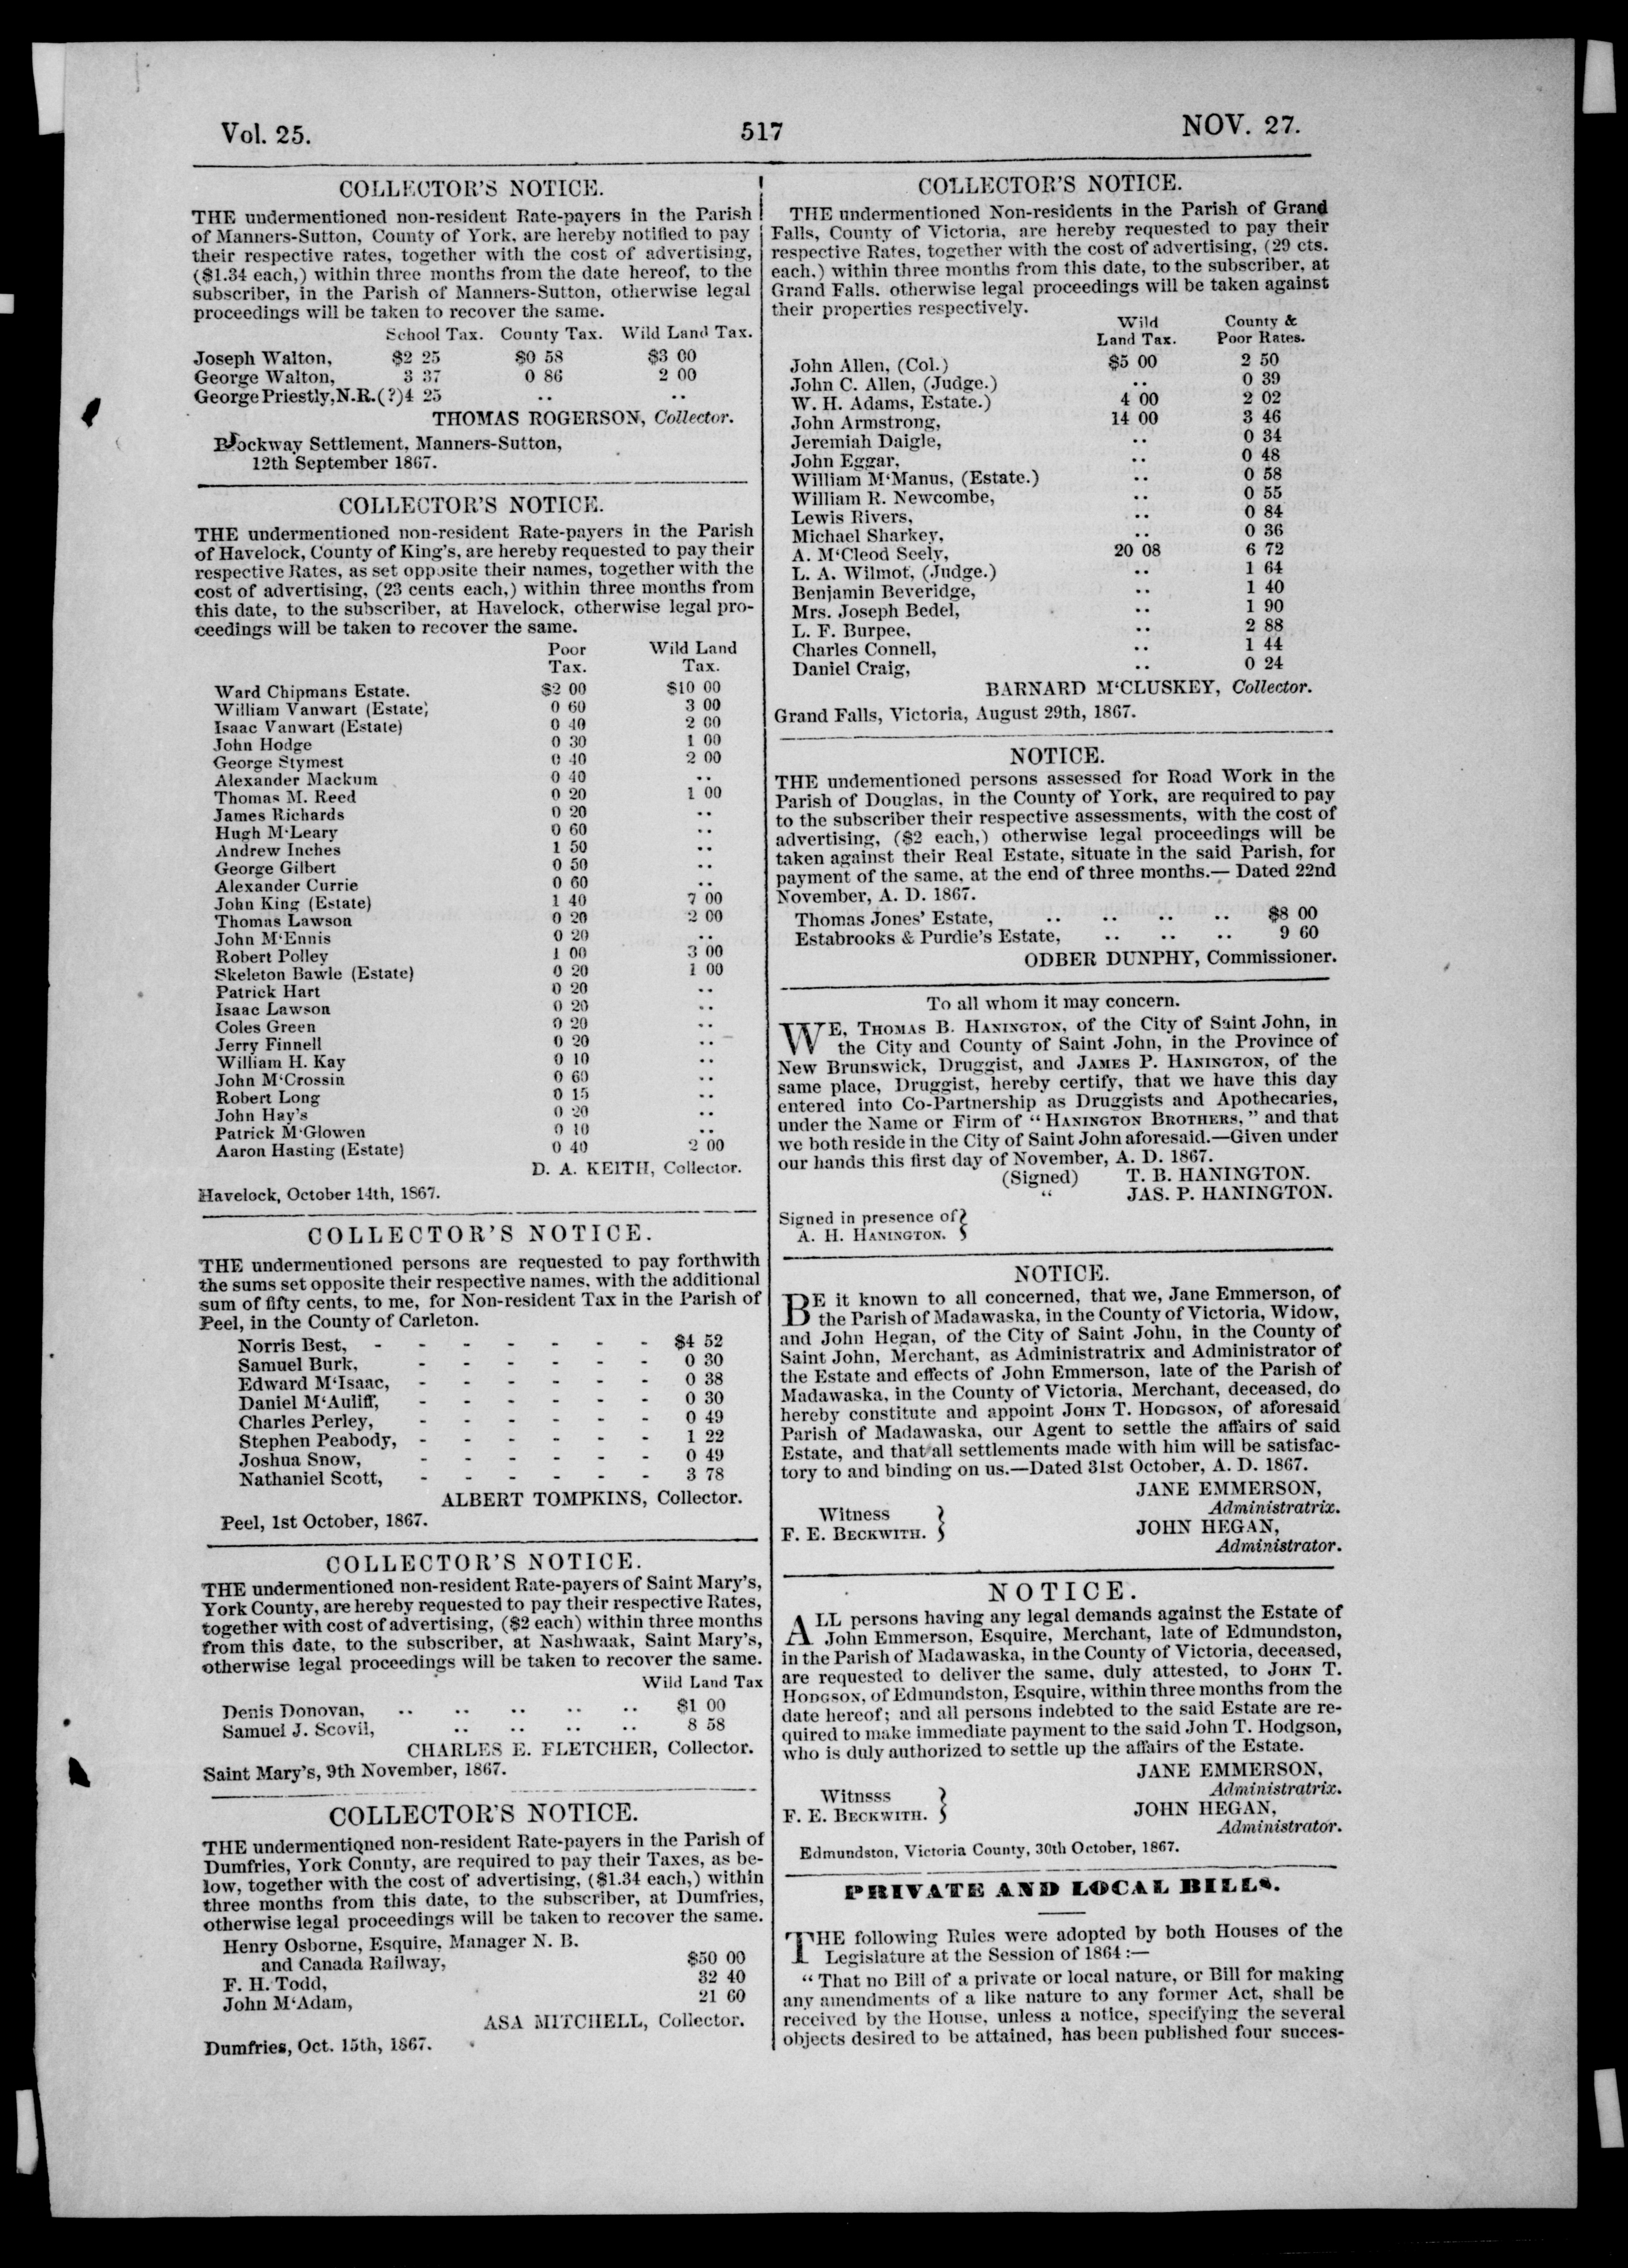 Vol. 25.
517
NOV. 27.
COLLECTOR'S NOTICE.
THE undermentioned non-resident Rate-payers in the Parish
of Manners-Sutton, County of York, are hereby notified to pay
their respective rates, together with the cost of advertising,
($1.34 each,) within three months from the date hereof, to the
subscriber, in the Parish of Manners-Sutton, otherwise legal
proceedings will be taken to recover the same.
School Tax. County Tax. Wild Land Tax.
Joseph Walton, $2 25 $0 58 $3 00
George Walton, 3 37 0 86 2 00
George Priestly, N.R. (?) 4 25 .. ..
THOMAS ROGERSON, Collector.
Brockway Settlement, Manners-Sutton,
12th September 1867.
COLLECTOR'S NOTICE.
THE undermentioned non-resident Rate-payers in the Parish
of Havelock, County of King's, are hereby requested to pay their
respective Rates, as set opposite their names, together with the
cost of advertising, (23 cents each,) within three months from
this date, to the subscriber, at Havelock, otherwise legal pro-
ceedings will be taken to recover the same.
Poor Wild Land
Tax. Tax.
Ward Chipmans Estate. $2 00 $10 00
William Vanwart (Estate) 0 60 3 00
Isaac Vanwart (Estate) 0 40 2 00
John Hodge 0 30 1 00
George Stymest 0 40 2 00
Alexander Mackum 0 40 ..
Thomas M. Reed 0 20 1 00
James Richards 0 20 ..
Hugh M'Leary 0 60 ..
Andrew Inches 1 50 ..
George Gilbert 0 50 ..
Alexander Currie 0 60 ..
John King (Estate) 1 40 7 00
Thomas Lawson 0 20 2 00
John M'Ennis 0 20 ..
Robert Polley 1 00 3 00
Skeleton Bawle (Estate) 0 20 1 00
Patrick Hart 0 20 ..
Isaac Lawson 0 20 ..
Coles Green 0 20 ..
Jerry Finnell 0 20 ..
William H. Kay 0 10 ..
John M'Crossin 0 60 ..
Robert Long 0 15 ..
John Hay's 0 20 ..
Patrick M'Glowen 0 10 ..
Aaron Hasting (Estate) 0 40 2 00
D. A. KEITH, Collector.
Havelock, October 14th, 1867.
COLLECTOR'S NOTICE.
THE undermentioned persons are requested to pay forthwith
the sums set opposite their respective names, with the additional
sum of fifty cents, to me, for Non-resident Tax in the Parish of
Peel, in the County of Carleton.
Norris Best, - - - - - - - $4 52
Samuel Burk, - - - - - - 0 30
Edward M'Isaac, - - - - - - 0 38
Daniel M'Auliff, - - - - - - 0 30
Charles Perley, - - - - - - 0 49
Stephen Peabody, - - - - - - 1 22
Joshua Snow, - - - - - - 0 49
Nathaniel Scott, - - - - - - 3 78
ALBERT TOMPKINS, Collector.
Peel, 1st October, 1867.
COLLECTOR'S NOTICE.
THE undermentioned non-resident Rate-payers of Saint Mary's,
York County, are hereby requested to pay their respective Rates,
together with cost of advertising, ($2 each) within three months
from this date, to the subscriber, at Nashwaak, Saint Mary's,
otherwise legal proceedings will be taken to recover the same.
Wild Land Tax
Denis Donovan, .. .. .. .. .. $1 00
Samuel J. Scovil, .. .. .. .. 8 58
CHARLES E. FLETCHER, Collector.
Saint Mary's, 9th November, 1867.
COLLECTOR'S NOTICE.
THE undermentioned non-resident Rate-payers in the Parish of
Dumfries, York County, are required to pay their Taxes, as be-
low, together with the cost of advertising, ($1.34 each,) within
three months from this date, to the subscriber, at Dumfries,
otherwise legal proceedings will be taken to recover the same.
Henry Osborne, Esquire, Manager N. B.
and Canada Railway, $50 00
F. H. Todd, 32 40
John M'Adam, 21 60
ASA MITCHELL, Collector.
Dumfries, Oct. 15th, 1867.
COLLECTOR'S NOTICE.
THE undermentioned Non-residents in the Parish of Grand
Falls, County of Victoria, are hereby requested to pay their
respective Rates, together with the cost of advertising, (29 cts.
each,) within three months from this date, to the subscriber, at
Grand Falls. otherwise legal proceedings will be taken against
their properties respectively.
Wild County &
Land Tax. Poor Rates.
John Allen, (Col.) $5 00 2 50
John C. Allen, (Judge.) .. 0 39
W. H. Adams, Estate.) 4 00 2 02
John Armstrong, 14 00 3 46
Jeremiah Daigle, .. 0 34
John Eggar, .. 0 48
William M'Manus, (Estate.) .. 0 58
William R. Newcombe, .. 0 55
Lewis Rivers, .. 0 84
Michael Sharkey, .. 0 36
A. M'Cleod Seely, 20 08 6 72
L. A. Wilmot, (Judge.) .. 1 64
Benjamin Beveridge, .. 1 40
Mrs. Joseph Bedel, .. 1 90
L. F. Burpee, .. 2 88
Charles Connell, .. 1 44
Daniel Craig, .. 0 24
BARNARD M'CLUSKEY, Collector.
Grand Falls, Victoria, August 29th, 1867.
NOTICE.
THE undementioned persons assessed for Road Work in the
Parish of Douglas, in the County of York, are required to pay
to the subscriber their respective assessments, with the cost of
advertising, ($2 each,) otherwise legal proceedings will be
taken against their Real Estate, situate in the said Parish, for
payment of the same, at the end of three months.— Dated 22nd
November, A. D. 1867.
Thomas Jones' Estate, .. .. .. .. $8 00
Estabrooks & Purdie's Estate, .. .. .. 9 60
ODBER DUNPHY, Commissioner.
To all whom it may concern.
WE, THOMAS B. HANINGTON, of the City of Saint John, in
the City and County of Saint John, in the Province of
New Brunswick, Druggist, and JAMES P. HANINGTON, of the
same place, Druggist, hereby certify, that we have this day
entered into Co-Partnership as Druggists and Apothecaries,
under the Name or Firm of "HANINGTON BROTHERS," and that
we both reside in the City of Saint John aforesaid.—Given under
our hands this first day of November, A. D. 1867.
(Signed) T. B. HANINGTON.
" JAS. P. HANINGTON.
Signed in presence of }
A. H. HANINGTON. }
NOTICE.
BE it known to all concerned, that we, Jane Emmerson, of
the Parish of Madawaska, in the County of Victoria, Widow,
and John Hegan, of the City of Saint John, in the County of
Saint John, Merchant, as Administratrix and Administrator of
the Estate and effects of John Emmerson, late of the Parish of
Madawaska, in the County of Victoria, Merchant, deceased, do
hereby constitute and appoint JOHN T. HODGSON, of aforesaid
Parish of Madawaska, our Agent to settle the affairs of said
Estate, and that all settlements made with him will be satisfac-
tory to and binding on us.—Dated 31st October, A. D. 1867.
JANE EMMERSON,
Administratrix.
Witness }
F. E. BECKWITH. }
JOHN HEGAN,
Administrator.
NOTICE.
ALL persons having any legal demands against the Estate of
John Emmerson, Esquire, Merchant, late of Edmundston,
in the Parish of Madawaska, in the County of Victoria, deceased,
are requested to deliver the same, duly attested, to JOHN T.
HODGSON, of Edmundston, Esquire, within three months from the
date hereof; and all persons indebted to the said Estate are re-
quired to make immediate payment to the said John T. Hodgson,
who is duly authorized to settle up the affairs of the Estate.
JANE EMMERSON,
Administratrix.
Witnsss }
F. E. BECKWITH. }
JOHN HEGAN,
Administrator.
Edmundston, Victoria County, 30th October, 1867.
PRIVATE AND LOCAL BILLS.
THE following Rules were adopted by both Houses of the
Legislature at the Session of 1864 :—
"That no Bill of a private or local nature, or Bill for making
any amendments of a like nature to any former Act, shall be
received by the House, unless a notice, specifying the several
objects desired to be attained, has been published four succes-